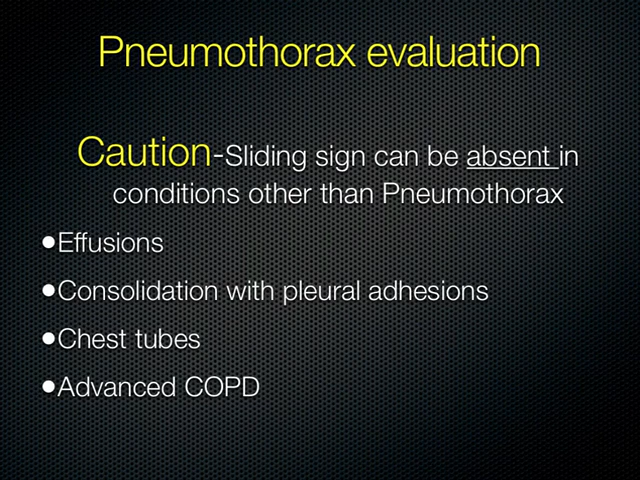 Pneumothorax evaluation
Caution-Sliding sign can be absent in
conditions other than Pneumothorax
•Effusions
•Consolidation with pleural adhesions
•Chest tubes
•Advanced COPD